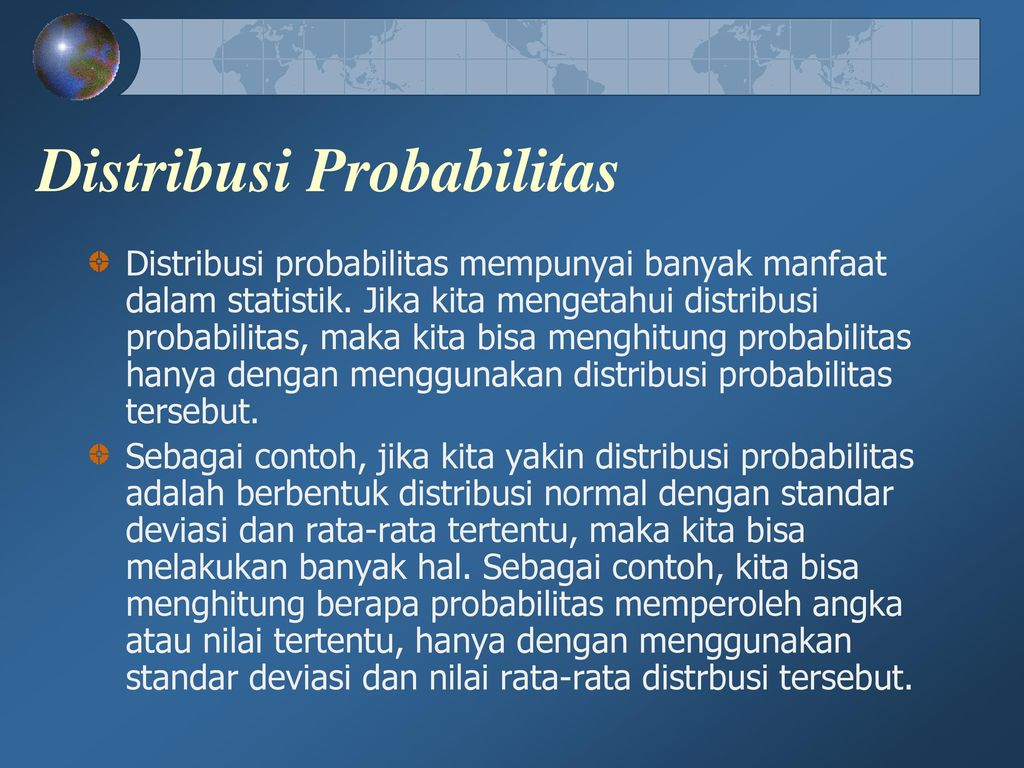 Distribusi Probabilitas
Distribusi probabilitas mempunyai banyak manfaat
dalam statistik. Jika kita mengetahui distribusi
probabilitas, maka kita bisa menghitung probabilitas
hanya dengan menggunakan distribusi probabilitas
tersebut.
Sebagai contoh, jika kita yakin distribusi probabilitas
adalah berbentuk distribusi normal dengan standar
deviasi dan rata-rata tertentu, maka kita bisa
melakukan banyak hal. Sebagai contoh, kita bisa
menghitung berapa probabilitas memperoleh angka
atau nilai tertentu, hanya dengan menggunakan
standar deviasi dan nilai rata-rata distrbusi tersebut.